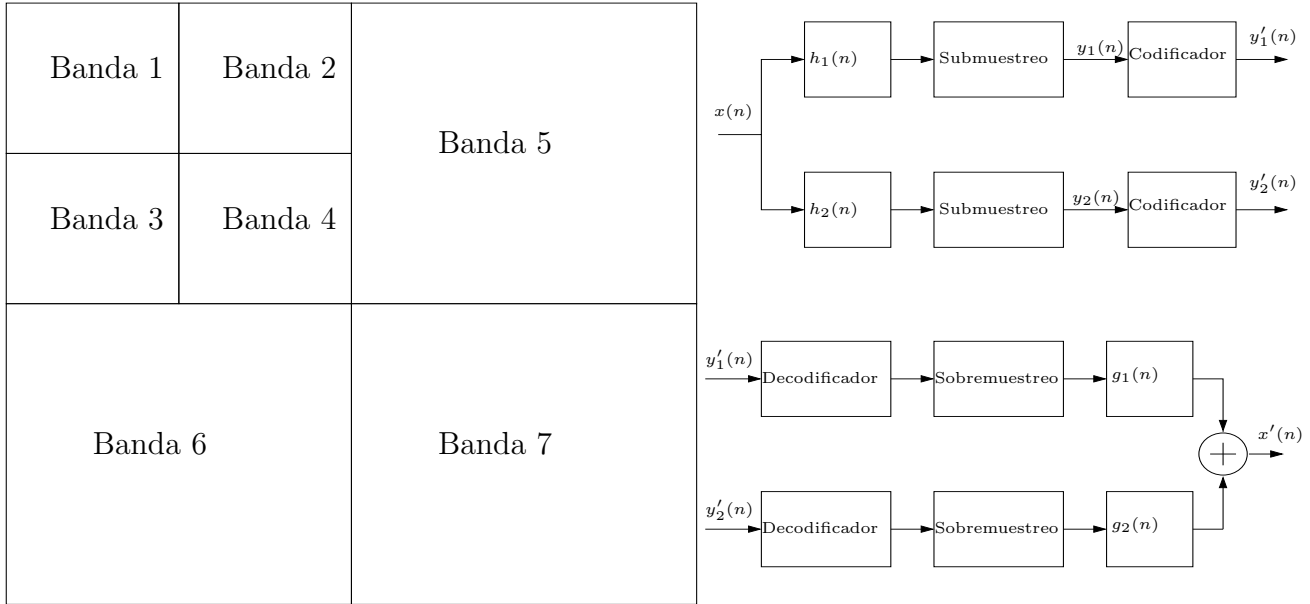 Banda 1
Banda 2
Banda 5
Banda 3
Banda 4
Banda 6
Banda 7
x(n)
h₁(n)
Submuestreo
y₁(n)
Codificador
y′₁(n)
h₂(n)
Submuestreo
y₂(n)
Codificador
y′₂(n)
y′₁(n)
Decodificador
Sobremuestreo
g₁(n)
x′(n)
y′₂(n)
Decodificador
Sobremuestreo
g₂(n)